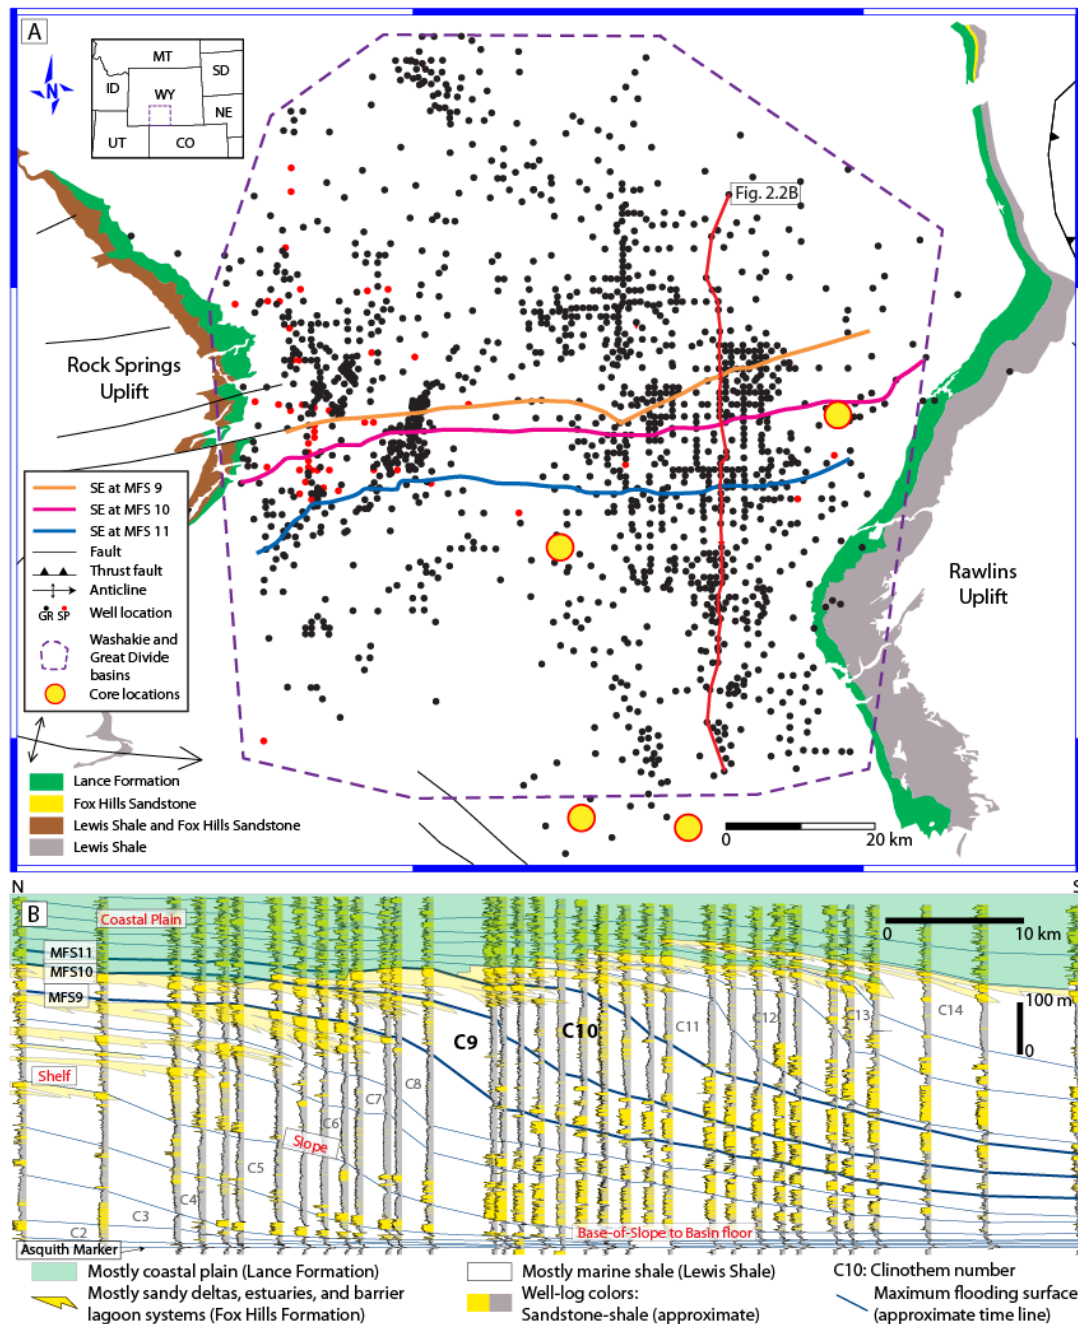 A
MT
SD
ID
WY
NE
UT
CO
N
Fig. 2.2B
Rock Springs
Uplift
Rawlins
Uplift
SE at MFS 9
SE at MFS 10
SE at MFS 11
Fault
Thrust fault
Anticline
GR SP Well location
Washakie and
Great Divide
basins
Core locations
Lance Formation
Fox Hills Sandstone
Lewis Shale and Fox Hills Sandstone
Lewis Shale
0 20 km
N S
B
Coastal Plain
MFS11
MFS10
MFS9
0 10 km
100 m
0
C9
C10
C11
C12
C13
C14
Shelf
C8
C7
C6
Slope
C5
C4
C3
C2
Base-of-Slope to Basin floor
Asquith Marker
Mostly coastal plain (Lance Formation)
Mostly sandy deltas, estuaries, and barrier
lagoon systems (Fox Hills Formation)
Mostly marine shale (Lewis Shale)
Well-log colors:
Sandstone-shale (approximate)
C10: Clinothem number
Maximum flooding surface
(approximate time line)